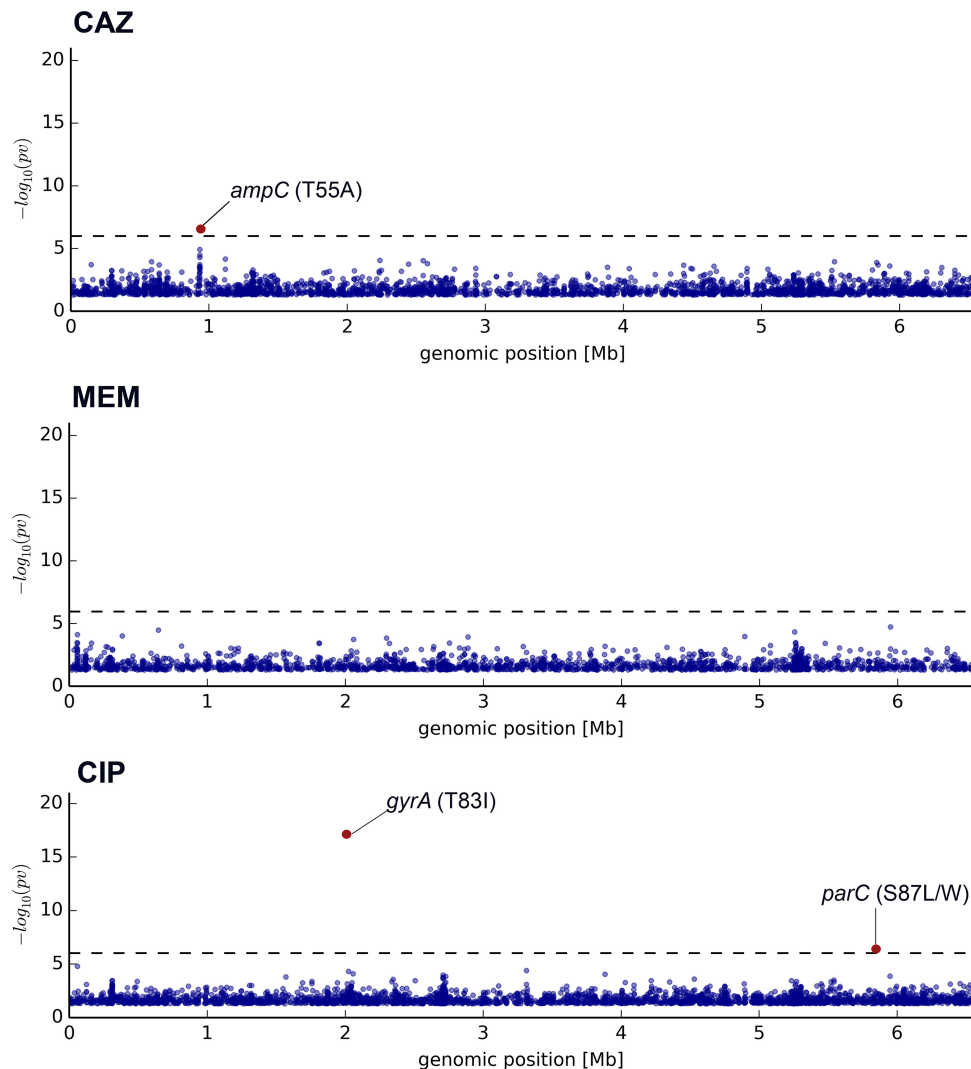 CAZ
20
15
10
5
0
−log₁₀(pv)
ampC (T55A)
0 1 2 3 4 5 6
genomic position [Mb]
MEM
20
15
10
5
0
−log₁₀(pv)
0 1 2 3 4 5 6
genomic position [Mb]
CIP
20
15
10
5
0
−log₁₀(pv)
gyrA (T83I)
parC (S87L/W)
0 1 2 3 4 5 6
genomic position [Mb]